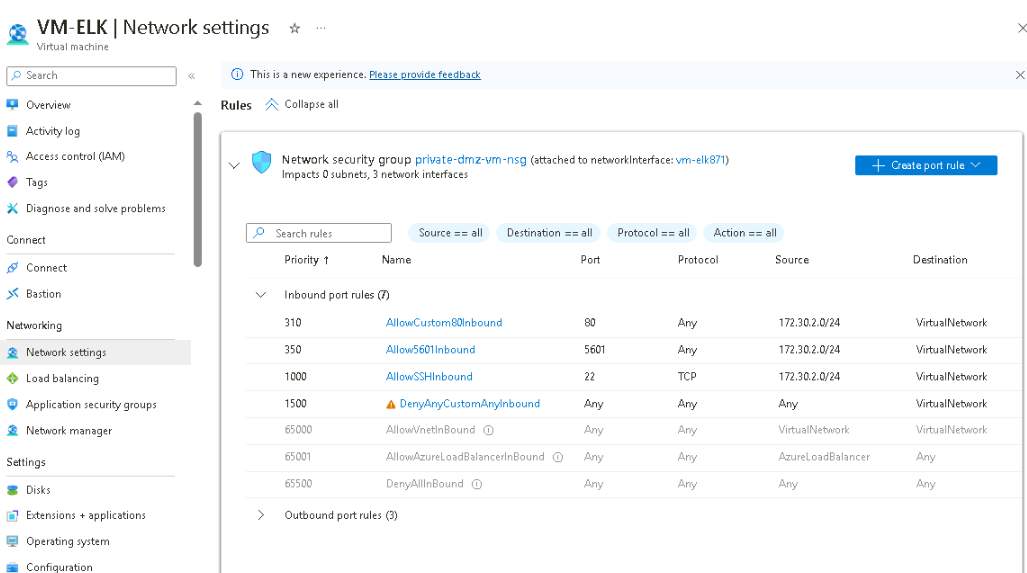 VM-ELK | Network settings ☆ ...
Virtual machine
Search
Overview
Activity log
Access control (IAM)
Tags
Diagnose and solve problems
Connect
Connect
Bastion
Networking
Network settings
Load balancing
Application security groups
Network manager
Settings
Disks
Extensions + applications
Operating system
Configuration
This is a new experience. Please provide feedback
Rules Collapse all
Network security group private-dmz-vm-nsg (attached to networkInterface: vm-elk871)
Impacts 0 subnets, 3 network interfaces
Create port rule
Search rules Source == all Destination == all Protocol == all Action == all
Priority ↑ Name Port Protocol Source Destination
Inbound port rules (7)
310 AllowCustom80Inbound 80 Any 172.30.2.0/24 VirtualNetwork
350 Allow5601Inbound 5601 Any 172.30.2.0/24 VirtualNetwork
1000 AllowSSHInbound 22 TCP 172.30.2.0/24 VirtualNetwork
1500 DenyAnyCustomAnyInbound Any Any Any VirtualNetwork
65000 AllowVnetInBound Any Any VirtualNetwork VirtualNetwork
65001 AllowAzureLoadBalancerInBound Any Any AzureLoadBalancer Any
65500 DenyAllInBound Any Any Any Any
Outbound port rules (3)